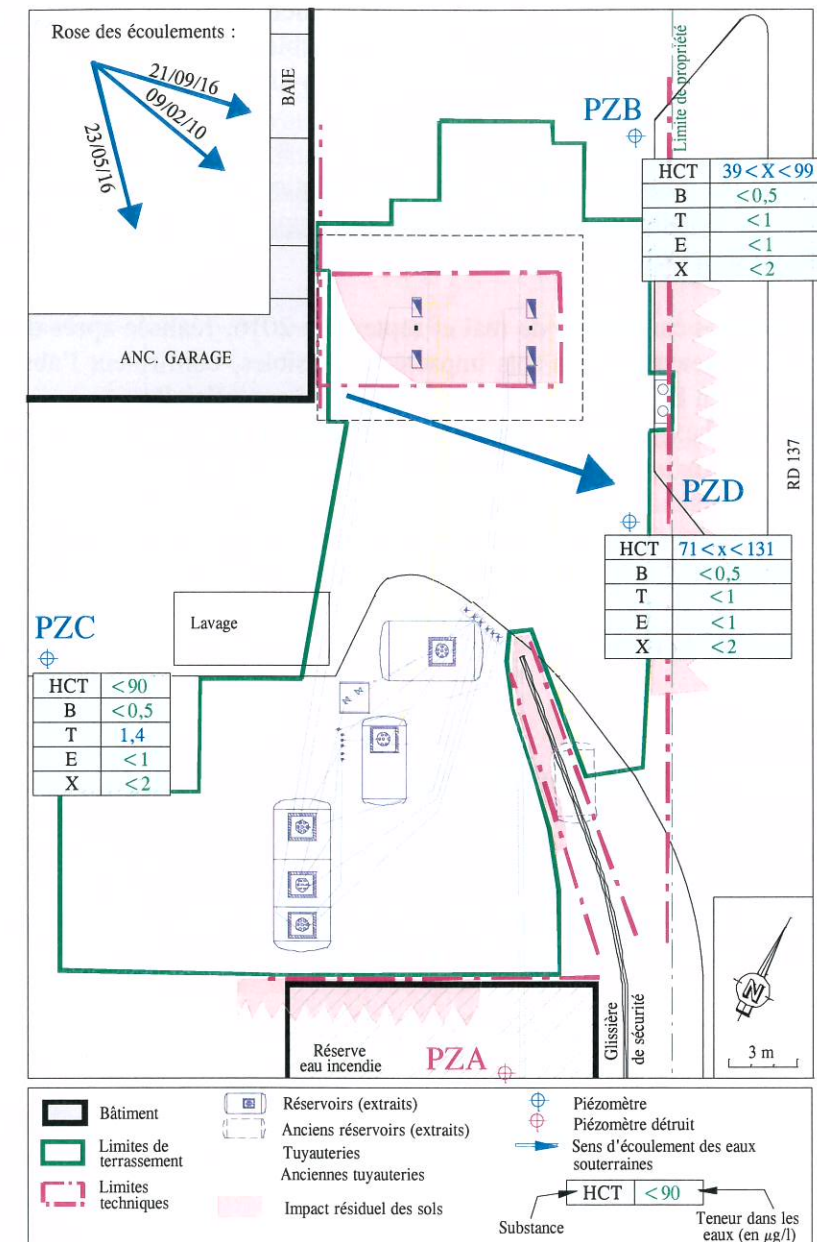 Rose des écoulements :
21/09/16
09/02/10
23/05/16
BAIE
ANC. GARAGE
Limite de propriété
PZB
HCT 39<X<99
B <0,5
T <1
E <1
X <2
RD 137
PZD
HCT 71<x<131
B <0,5
T <1
E <1
X <2
Lavage
PZC
HCT <90
B <0,5
T 1,4
E <1
X <2
Réserve
eau incendie
PZA
Glissière
de sécurité
N
3 m
Bâtiment
Limites de
terrassement
Limites
techniques
Réservoirs (extraits)
Anciens réservoirs (extraits)
Tuyauteries
Anciennes tuyauteries
Impact résiduel des sols
Piézomètre
Piézomètre détruit
Sens d'écoulement des eaux
souterraines
HCT <90
Substance
Teneur dans les
eaux (en µg/l)